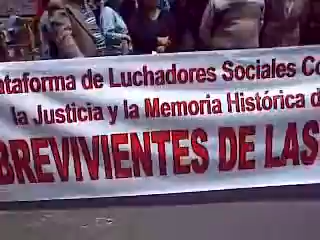 ataforma de Luchadores Sociales Co
la Justicia y la Memoria Histórica d
BREVIVIENTES DE LAS